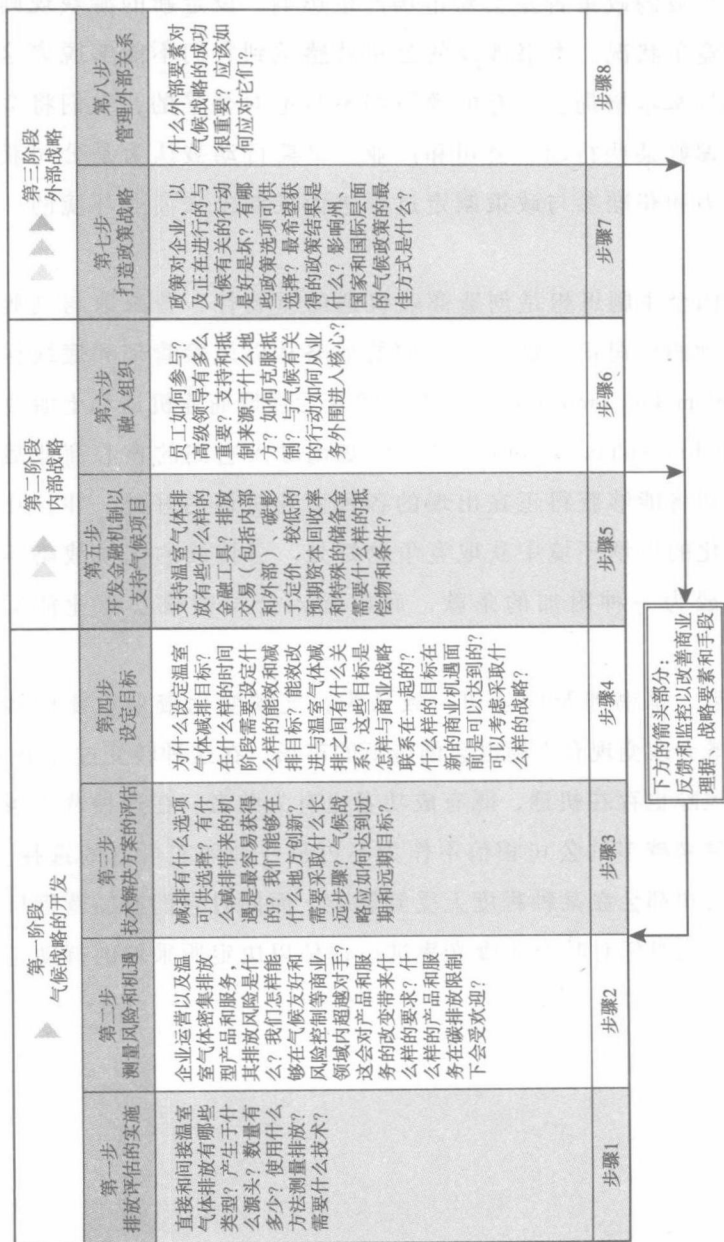 第一阶段
气候战略的开发
第二阶段
内部战略
第三阶段
外部战略
第一步
排放评估的实施
第二步
测量风险和机遇
第三步
技术解决方案的评估
第四步
设定目标
第五步
开发金融机制以
支持气候项目
第六步
融入组织
第七步
打造政策战略
第八步
管理外部关系
直接和间接温室
气体排放有哪些
类型？产生于什
么源头？数量有
多少？使用什么
方法测量排放？
需要什么技术？
企业运营以及温
室气体密集排放
型产品和服务，
其排放风险是什
么？我们怎样能
够在气候友好和
风险控制等商业
领域内超越对手？
这会对产品和服
务的改变带来什
么样的要求？什
么样的产品和服
务在碳排放限制
下会受欢迎？
减排有什么选项
可供选择？有什
么减排带来的机
遇是最容易获得
的？我们能够在
什么地方创新？
需要采取什么长
远步骤？气候战
略应如何达到近
期和远期目标？
为什么设定温室
气体减排目标？
在什么样的时间
阶段需要设定什
么样的能效和减
排目标？能效改
进与温室气体减
排之间有什么关
系？这些目标是
怎样与商业战略
联系在一起的？
什么样的目标在
新的商业机遇面
前是可以达到的？
可以考虑采取什
么样的战略？
支持温室气体排
放有些什么样的
金融工具？排放
交易（包括内部
和外部） 碳影
子定价 较低的
预期资本回收率
和特殊的储备金
需要什么样的抵
偿物和条件？
员工如何参与？
高级领导有多么
重要？支持和抵
制来源于什么地
方？如何克服抵
制？与气候有关
的行动如何从业
务外围进入核心？
政策对企业，以
及正在进行的与
气候有关的行动
是好是坏？有哪
些政策选项可供
选择？最希望获
得的政策结果是
什么？影响州、
国家和国际层面
的气候政策的最
佳方式是什么？
什么外部要素对
气候战略的成功
很重要？应该如
何应对它们？
步骤1
步骤2
步骤3
步骤4
步骤5
步骤6
步骤7
步骤8
下方的箭头部分：
反馈和监控以改善商业
理据、战略要素和手段